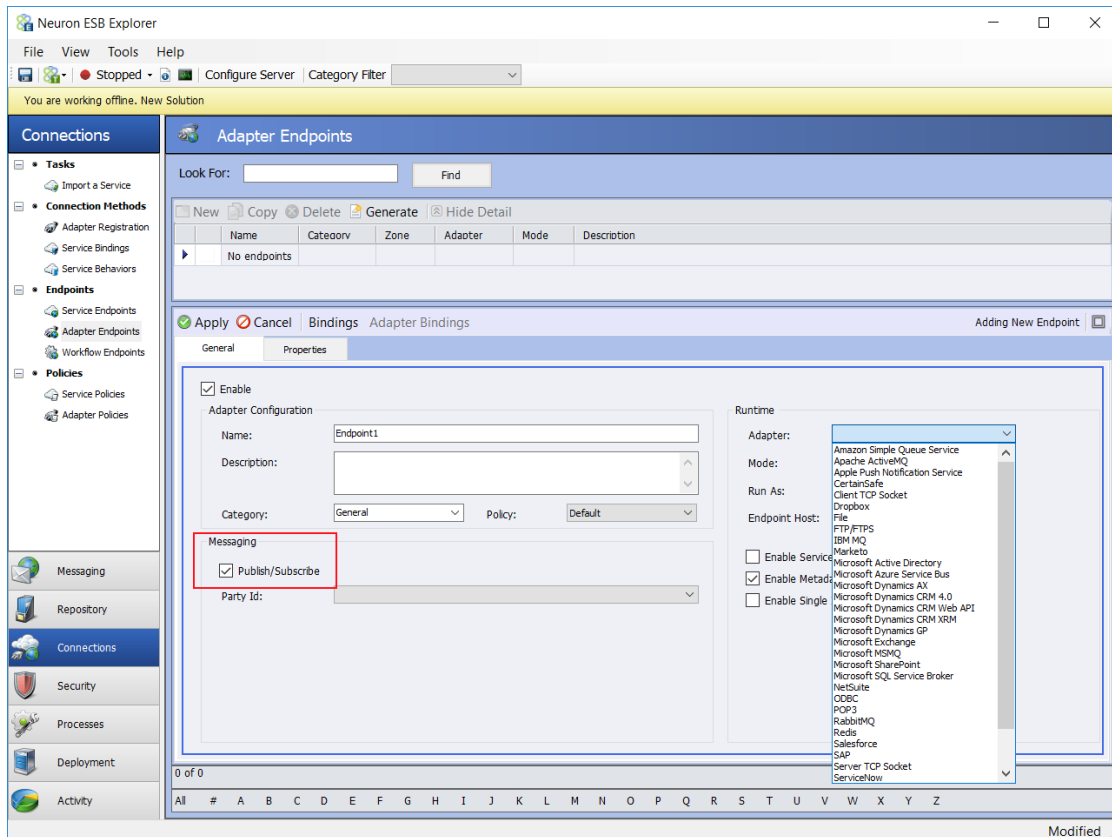 Neuron ESB Explorer
File View Tools Help
Stopped Configure Server Category Filter
You are working offline. New Solution
Connections
Tasks
Import a Service
Connection Methods
Adapter Registration
Service Bindings
Service Behaviors
Endpoints
Service Endpoints
Adapter Endpoints
Workflow Endpoints
Policies
Service Policies
Adapter Policies
Messaging
Repository
Connections
Security
Processes
Deployment
Activity
Adapter Endpoints
Look For: Find
New Copy Delete Generate Hide Detail
Name Category Zone Adapter Mode Description
No endpoints
Apply Cancel Bindings Adapter Bindings Adding New Endpoint
General Properties
Enable
Adapter Configuration
Name: Endpoint1
Description:
Category: General Policy: Default
Messaging
Publish/Subscribe
Party Id:
Runtime
Adapter:
Mode:
Run As:
Endpoint Host:
Enable Service
Enable Metada
Enable Single
Amazon Simple Queue Service
Apache ActiveMQ
Apple Push Notification Service
CertainSafe
Client TCP Socket
Dropbox
File
FTP/FTPS
IBM MQ
Marketo
Microsoft Active Directory
Microsoft Azure Service Bus
Microsoft Dynamics AX
Microsoft Dynamics CRM 4.0
Microsoft Dynamics CRM Web API
Microsoft Dynamics CRM XRM
Microsoft Dynamics GP
Microsoft Exchange
Microsoft MSMQ
Microsoft SharePoint
Microsoft SQL Service Broker
NetSuite
ODBC
POP3
RabbitMQ
Redis
Salesforce
SAP
Server TCP Socket
ServiceNow
0 of 0
All # A B C D E F G H I J K L M N O P Q R S T U V W X Y Z
Modified